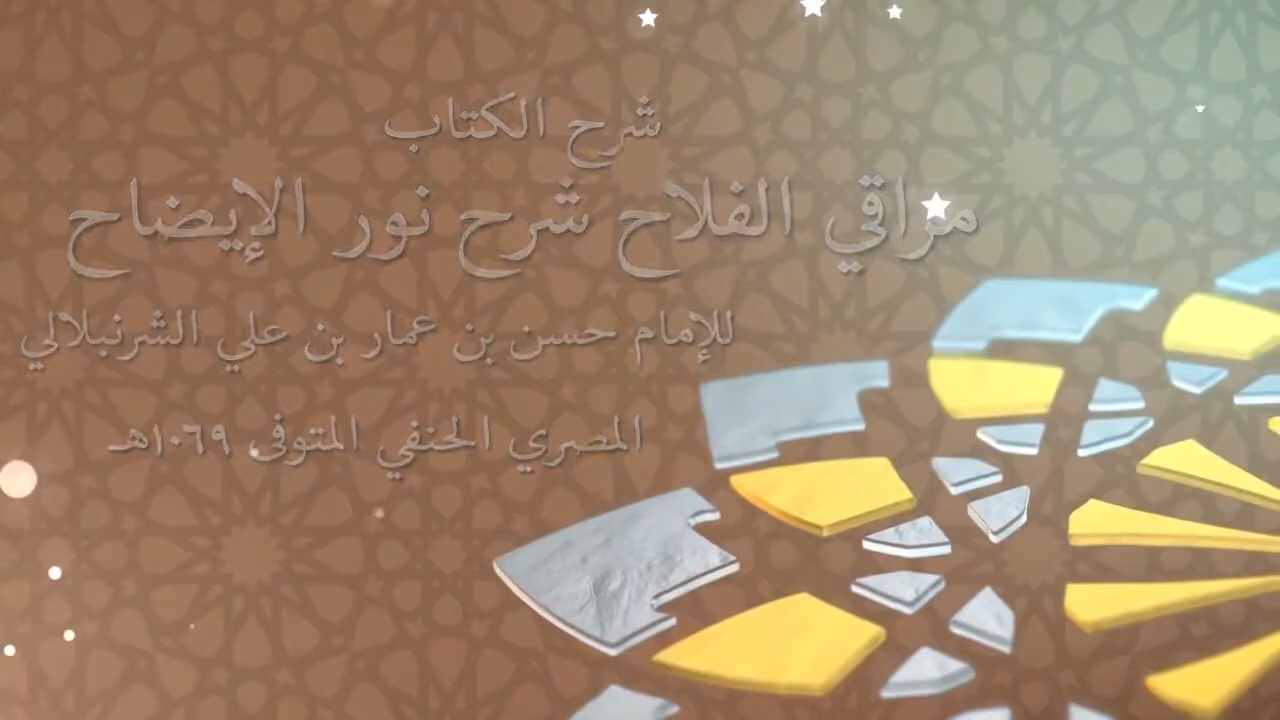 شرح الكتاب
مراقي الفلاح شرح نور الإيضاح
للإمام حسن بن عمار بن علي الشرنبلالي
المصري الحنفي المتوفى ١٠٦٩هـ